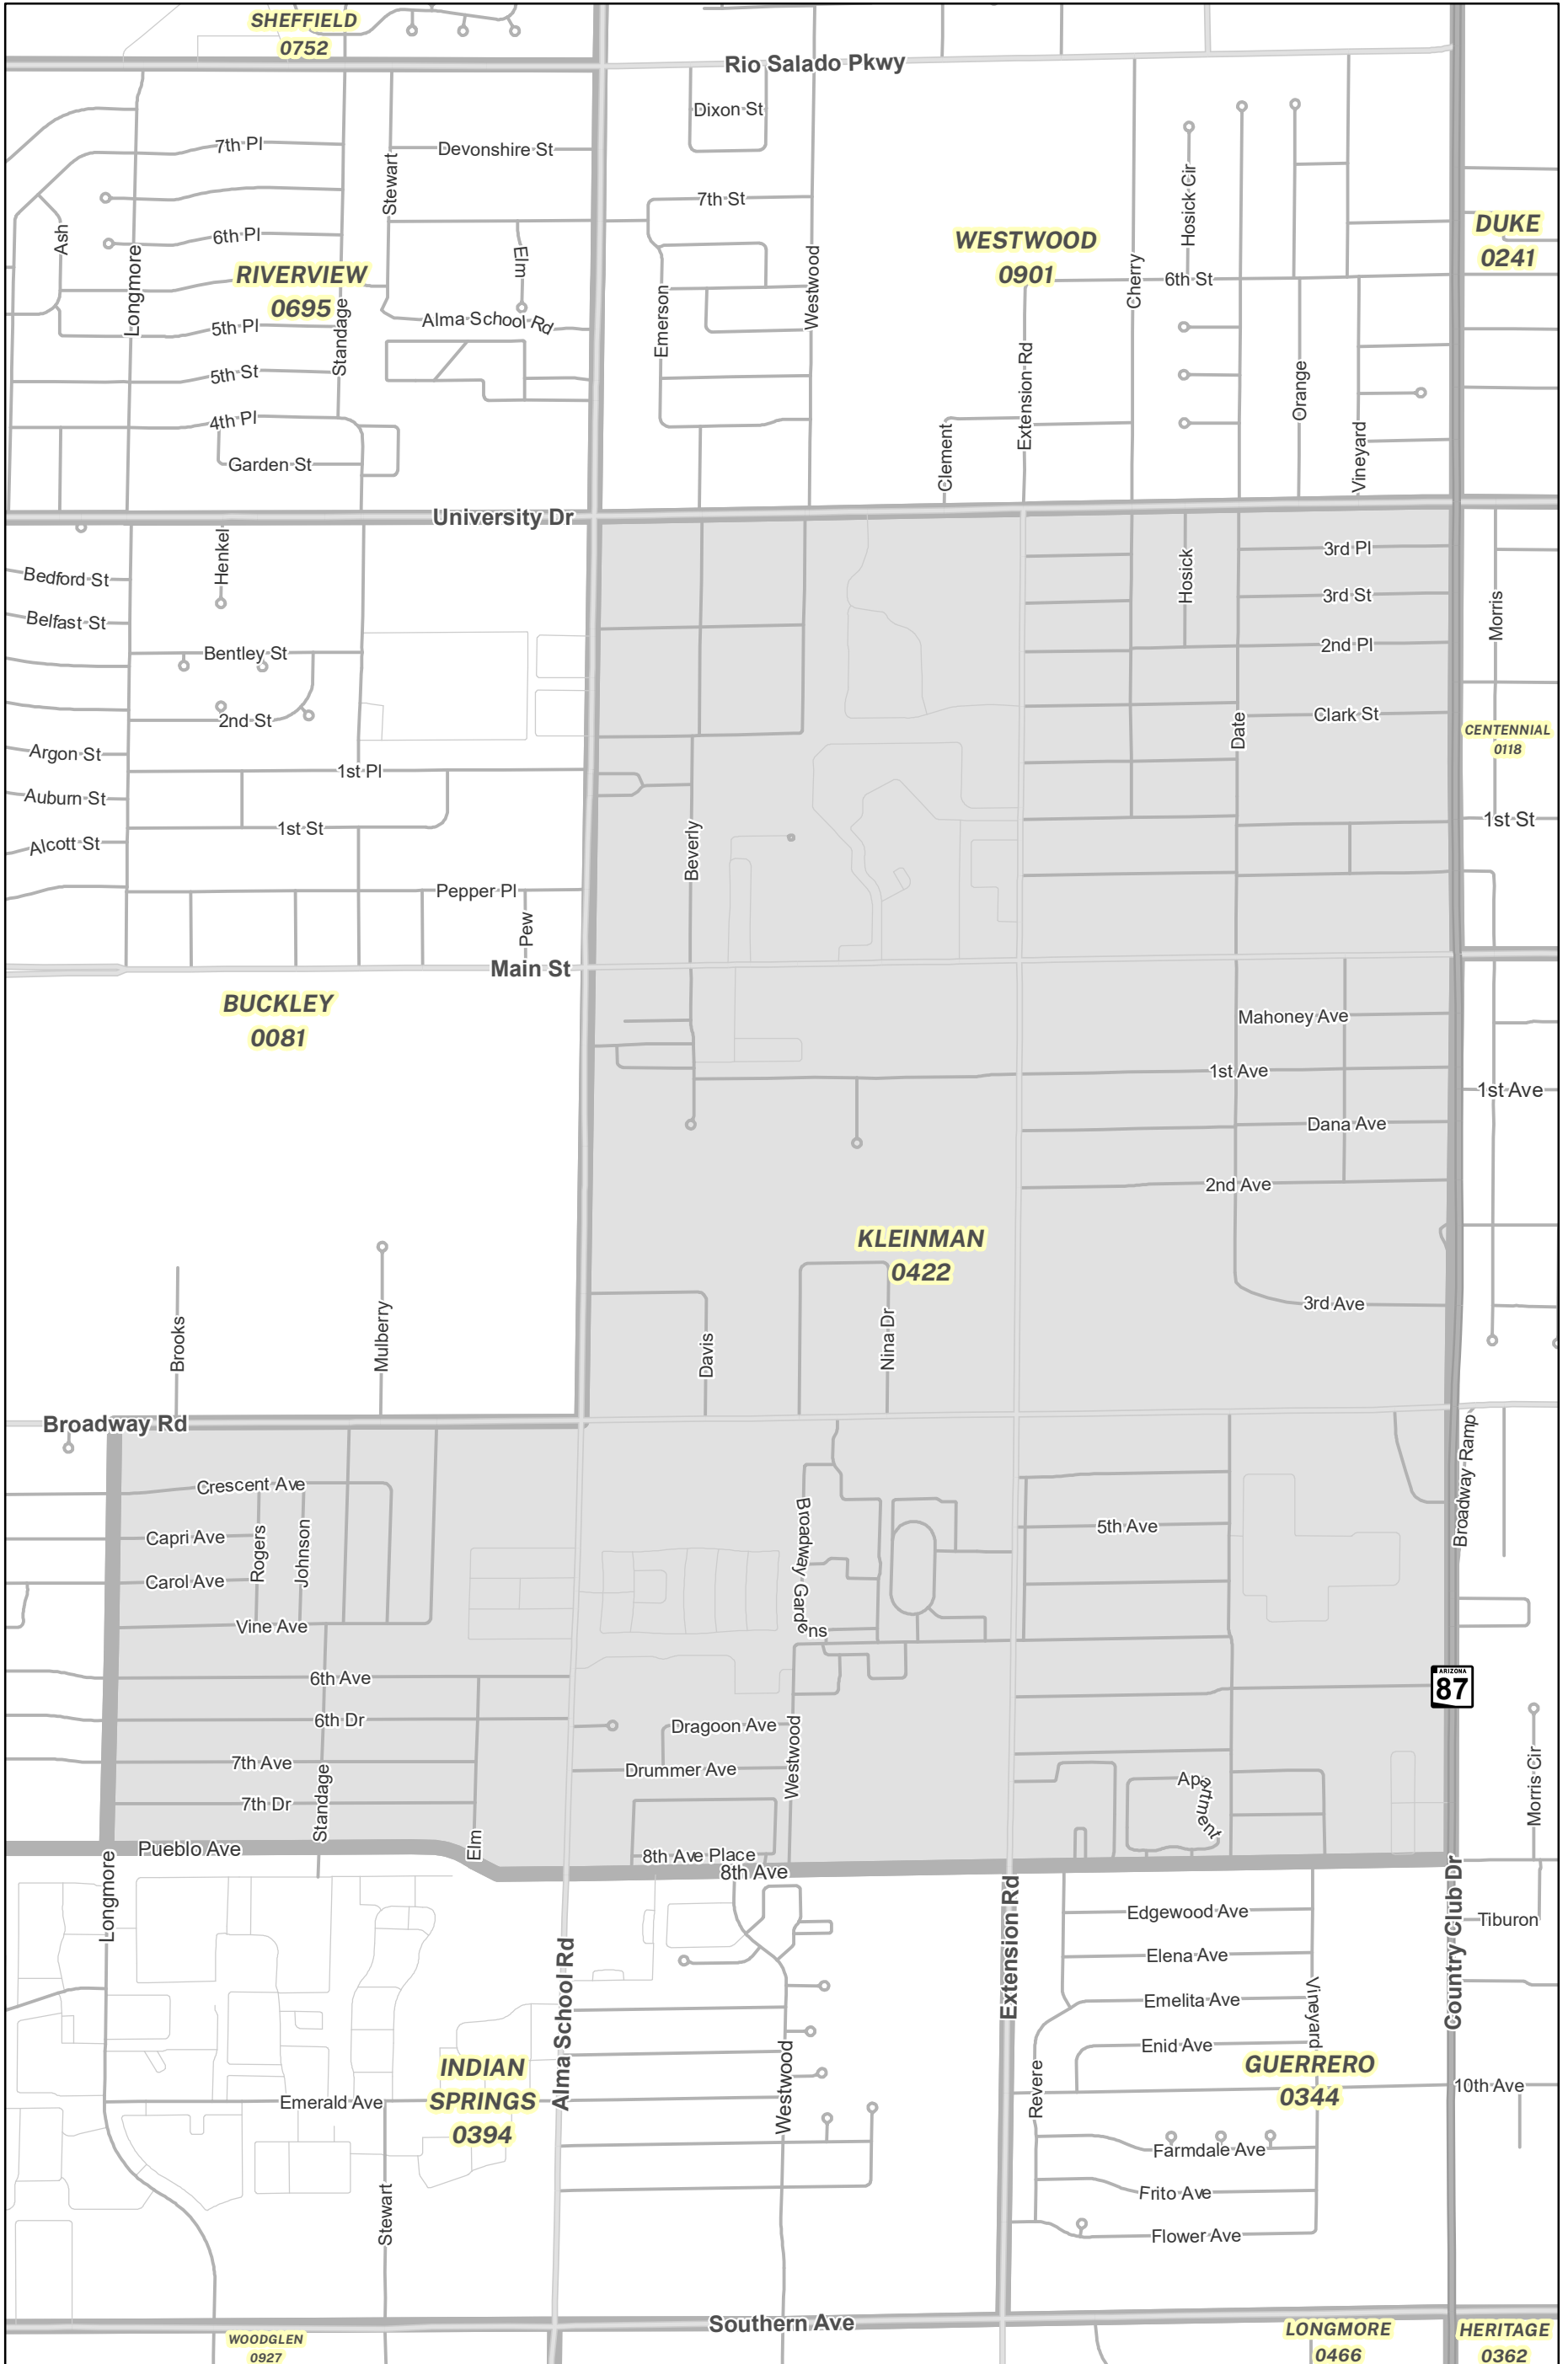 SHEFFIELD
0752
Rio Salado Pkwy
Dixon St
7th Pl
Devonshire St
Stewart
7th St
Hosick Cir
Ash
6th Pl
Elm
WESTWOOD
0901
DUKE
0241
RIVERVIEW
0695
Longmore
Standage
Emerson
Westwood
Cherry
6th St
5th Pl
Alma School Rd
5th St
Extension Rd
Orange
4th Pl
Garden St
Clement
Vineyard
University Dr
Henkel
Bedford St
Belfast St
Bentley St
2nd St
Argon St
1st Pl
Auburn St
1st St
Alcott St
Pepper Pl
Pew
Main St
Hosick
3rd Pl
3rd St
2nd Pl
Morris
Clark St
Date
CENTENNIAL
0118
1st St
Beverly
BUCKLEY
0081
Mahoney Ave
1st Ave
1st Ave
Dana Ave
2nd Ave
KLEINMAN
0422
3rd Ave
Brooks
Mulberry
Davis
Nina Dr
Broadway Rd
Broadway Ramp
Crescent Ave
Capri Ave
Rogers
Johnson
Carol Ave
Vine Ave
Broadway Gardens
5th Ave
6th Ave
6th Dr
7th Ave
7th Dr
Standage
Elm
Dragoon Ave
Drummer Ave
Westwood
8th Ave Place
8th Ave
Apartment
ARIZONA
87
Morris Cir
Pueblo Ave
Longmore
Alma School Rd
Extension Rd
Country Club Dr
Edgewood Ave
Tiburon
Elena Ave
Emelita Ave
Vineyard
Enid Ave
Revere
GUERRERO
0344
10th Ave
INDIAN
SPRINGS
0394
Emerald Ave
Westwood
Stewart
Farmdale Ave
Frito Ave
Flower Ave
Southern Ave
WOODGLEN
0927
LONGMORE
0466
HERITAGE
0362